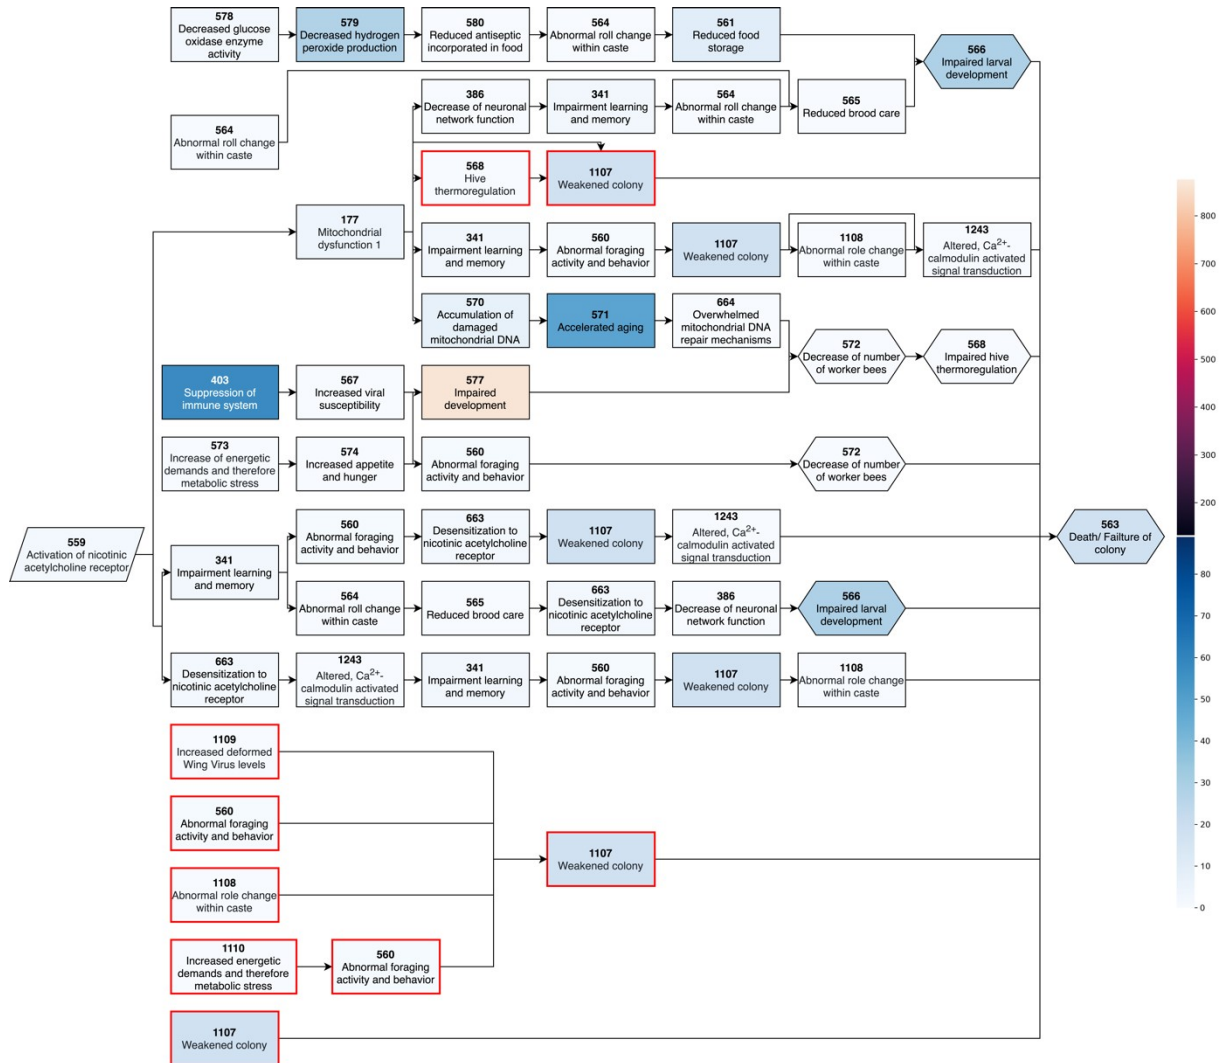 578
Decreased glucose
oxidase enzyme
activity
579
Decreased hydrogen
peroxide production
580
Reduced antiseptic
incorporated in food
564
Abnormal roll change
within caste
561
Reduced food
storage
566
Impaired larval
development
386
Decrease of neuronal
network function
341
Impairment learning
and memory
564
Abnormal roll change
within caste
565
Reduced brood care
564
Abnormal roll change
within caste
568
Hive
thermoregulation
1107
Weakened colony
177
Mitochondrial
dysfunction 1
341
Impairment learning
and memory
560
Abnormal foraging
activity and behavior
1107
Weakened colony
1108
Abnormal role change
within caste
1243
Altered, Ca2+-
calmodulin activated
signal transduction
570
Accumulation of
damaged
mitochondrial DNA
571
Accelerated aging
664
Overwhelmed
mitochondrial DNA
repair mechanisms
572
Decrease of number
of worker bees
568
Impaired hive
thermoregulation
403
Suppression of
immune system
567
Increased viral
susceptibility
577
Impaired
development
573
Increase of energetic
demands and therefore
metabolic stress
574
Increased appetite
and hunger
560
Abnormal foraging
activity and behavior
572
Decrease of number
of worker bees
559
Activation of nicotinic
acetylcholine receptor
341
Impairment learning
and memory
560
Abnormal foraging
activity and behavior
663
Desensitization to
nicotinic acetylcholine
receptor
1107
Weakened colony
1243
Altered, Ca2+-
calmodulin activated
signal transduction
563
Death/ Failture of
colony
564
Abnormal roll change
within caste
565
Reduced brood care
663
Desensitization to
nicotinic acetylcholine
receptor
386
Decrease of neuronal
network function
566
Impaired larval
development
663
Desensitization to
nicotinic acetylcholine
receptor
1243
Altered, Ca2+-
calmodulin activated
signal transduction
341
Impairment learning
and memory
560
Abnormal foraging
activity and behavior
1107
Weakened colony
1108
Abnormal role change
within caste
1109
Increased deformed
Wing Virus levels
560
Abnormal foraging
activity and behavior
1107
Weakened colony
1108
Abnormal role change
within caste
1110
Increased energetic
demands and therefore
metabolic stress
560
Abnormal foraging
activity and behavior
1107
Weakened colony
800
700
600
500
400
300
200
80
70
60
50
40
30
20
10
0